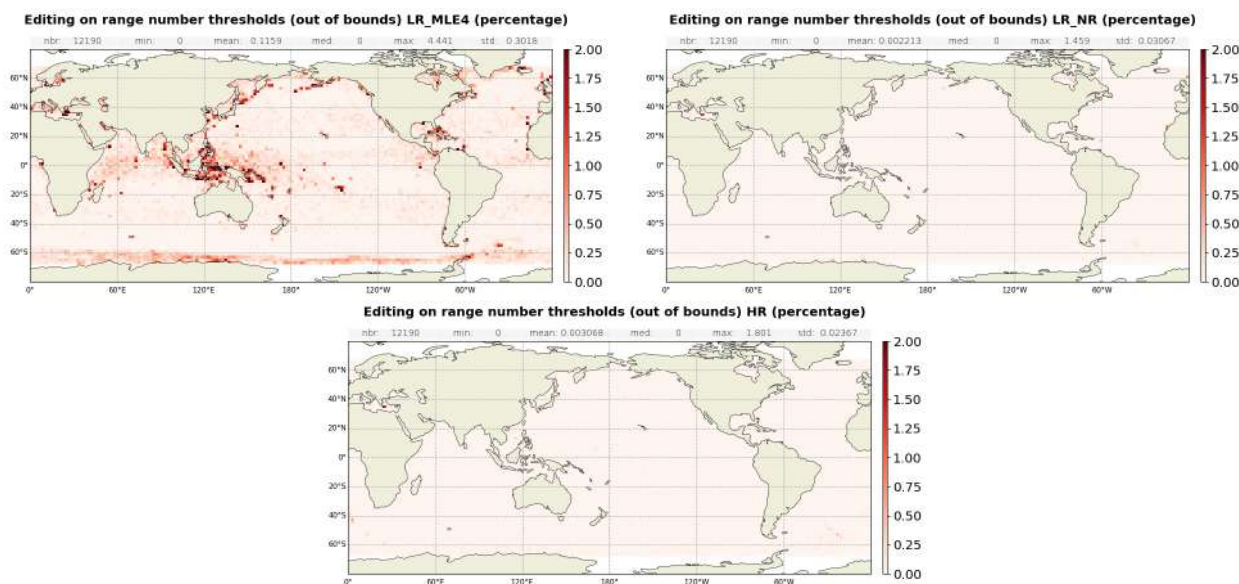 Editing on range number thresholds (out of bounds) LR_MLE4 (percentage)
nbr: 12190 min: 0 mean: 0.1159 med: 0 max: 4.441 std: 0.3018
2.00
1.75
1.50
1.25
1.00
0.75
0.50
0.25
0.00
60°N
40°N
20°N
0°
20°S
40°S
60°S
0° 60°E 120°E 180° 120°W 60°W
Editing on range number thresholds (out of bounds) LR_NR (percentage)
nbr: 12190 min: 0 mean: 0.002213 med: 0 max: 1.459 std: 0.03067
2.00
1.75
1.50
1.25
1.00
0.75
0.50
0.25
0.00
60°N
40°N
20°N
0°
20°S
40°S
60°S
0° 60°E 120°E 180° 120°W 60°W
Editing on range number thresholds (out of bounds) HR (percentage)
nbr: 12190 min: 0 mean: 0.003068 med: 0 max: 1.801 std: 0.02367
2.00
1.75
1.50
1.25
1.00
0.75
0.50
0.25
0.00
60°N
40°N
20°N
0°
20°S
40°S
60°S
0° 60°E 120°E 180° 120°W 60°W